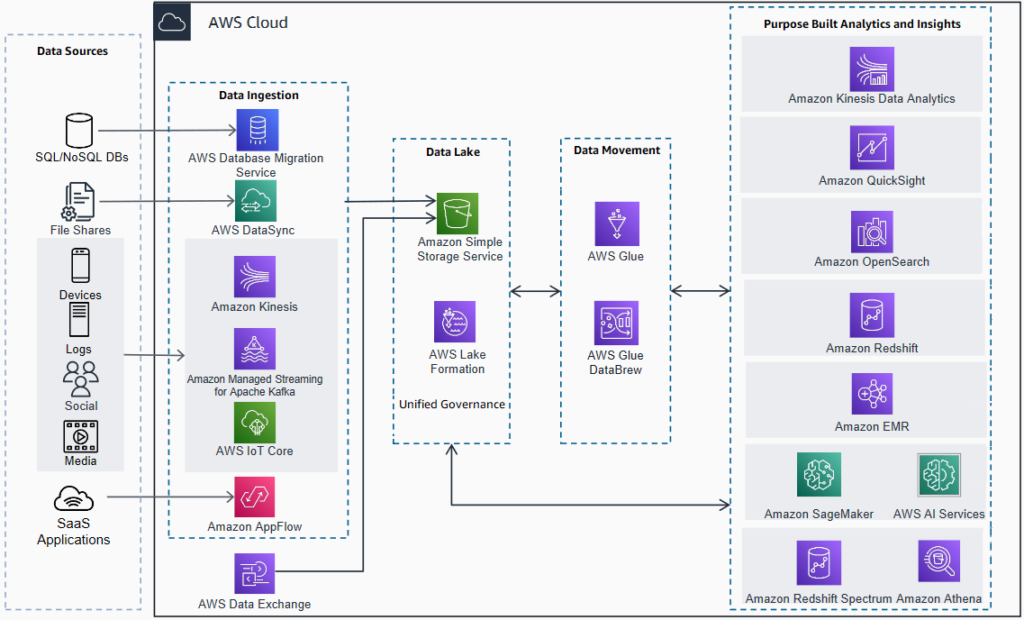 AWS Cloud
Data Sources
SQL/NoSQL DBs
File Shares
Devices
Logs
Social
Media
SaaS
Applications
Data Ingestion
AWS Database Migration
Service
AWS DataSync
Amazon Kinesis
Amazon Managed Streaming
for Apache Kafka
AWS IoT Core
Amazon AppFlow
AWS Data Exchange
Data Lake
Amazon Simple
Storage Service
AWS Lake
Formation
Unified Governance
Data Movement
AWS Glue
AWS Glue
DataBrew
Purpose Built Analytics and Insights
Amazon Kinesis Data Analytics
Amazon QuickSight
Amazon OpenSearch
Amazon Redshift
Amazon EMR
Amazon SageMaker
AWS AI Services
Amazon Redshift Spectrum
Amazon Athena